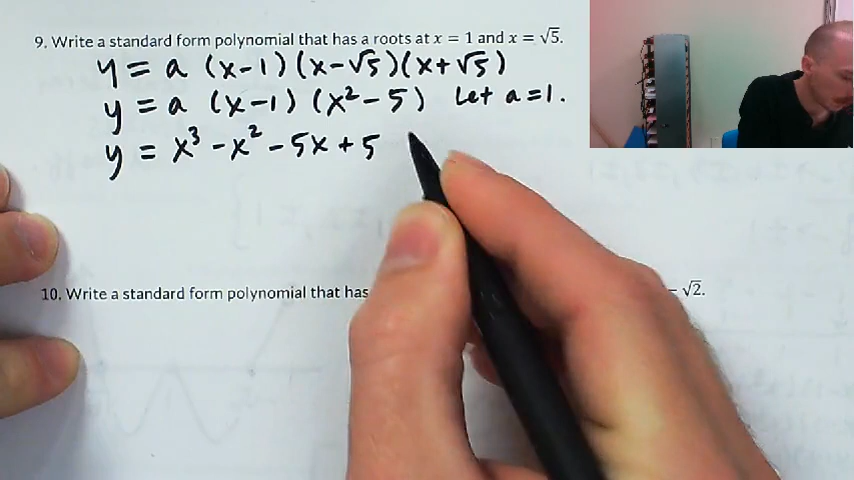 9. Write a standard form polynomial that has a roots at x = 1 and x = √5.
y = a (x-1)(x-√5)(x+√5)
y = a (x-1) (x²-5) Let a=1.
y = x³ - x² - 5x + 5
10. Write a standard form polynomial that has √2.